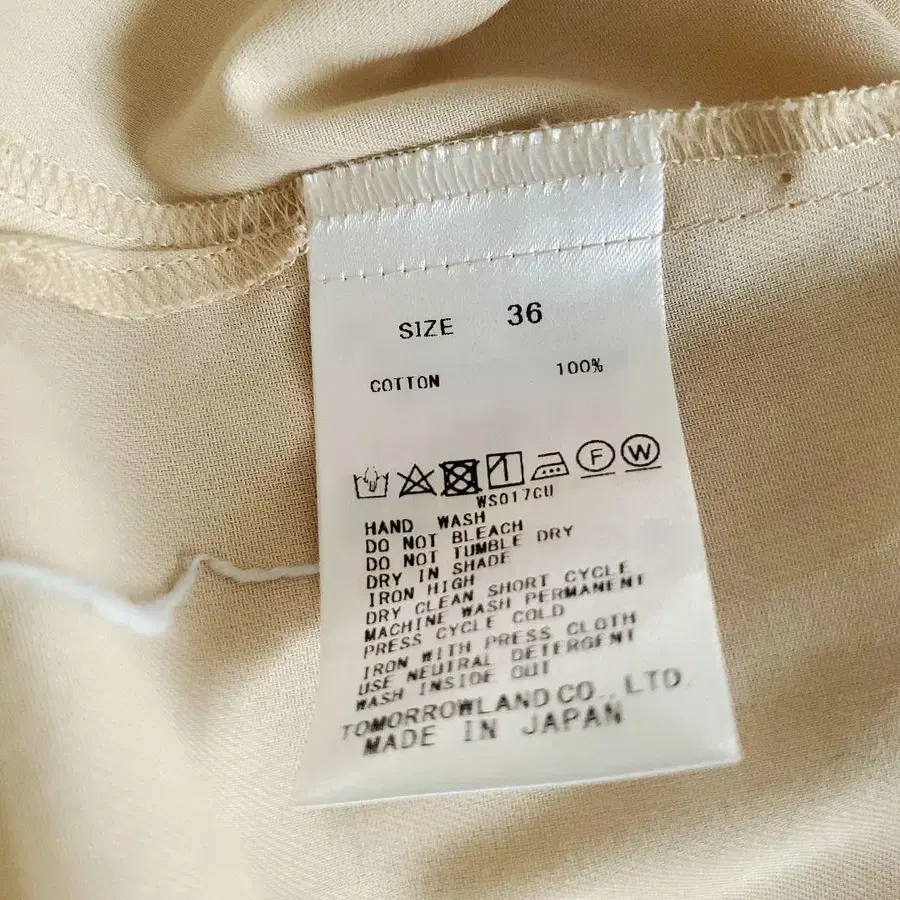 SIZE 36
COTTON 100%
F W
WS017CU
HAND WASH
DO NOT BLEACH
DO NOT TUMBLE DRY
DRY IN SHADE
IRON HIGH
DRY CLEAN SHORT CYCLE
MACHINE WASH PERMANENT
PRESS CYCLE COLD
IRON WITH PRESS CLOTH
USE NEUTRAL DETERGENT
WASH INSIDE OUT
TOMORROWLAND CO., LTD.
MADE IN JAPAN